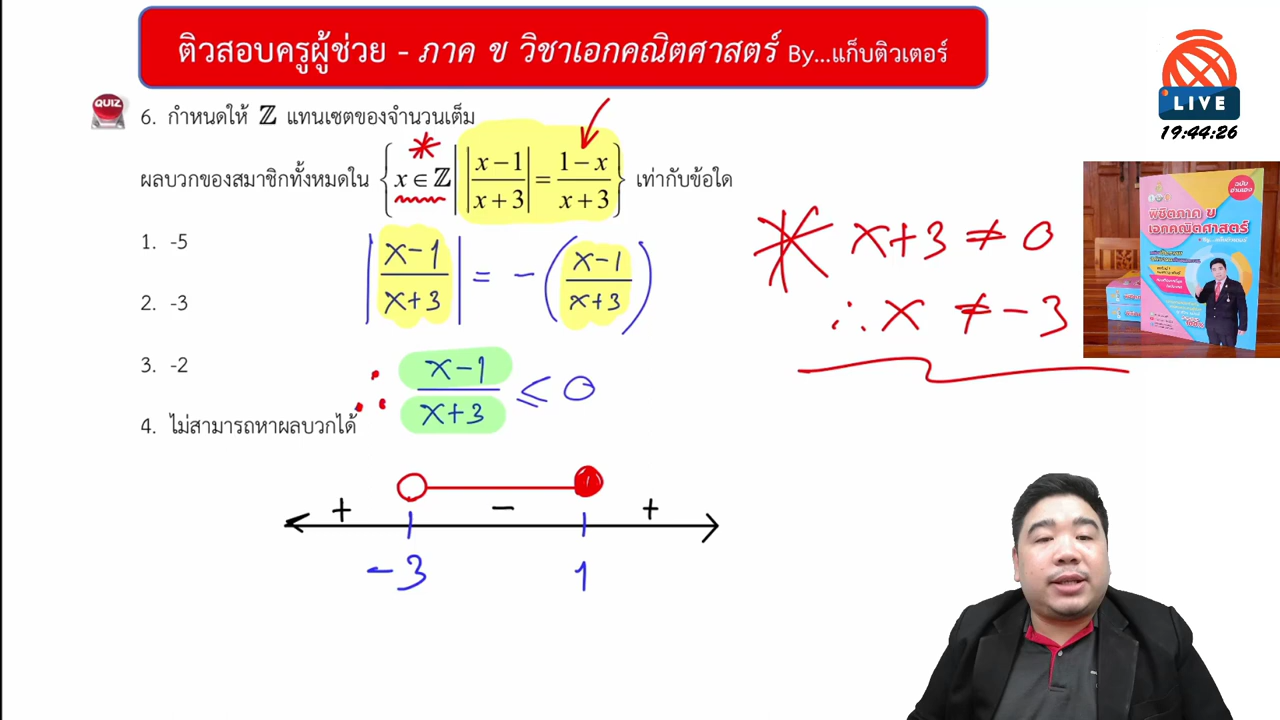 ติวสอบครูผู้ช่วย - ภาค ข วิชาเอกคณิตศาสตร์ By...แก็บติวเตอร์
LIVE
19:44:26
QUIZ
6. กำหนดให้ ℤ แทนเซตของจำนวนเต็ม
ผลบวกของสมาชิกทั้งหมดใน { x ∈ ℤ | |(x−1)/(x+3)| = (1−x)/(x+3) } เท่ากับข้อใด
1. -5
2. -3
3. -2
4. ไม่สามารถหาผลบวกได้
|(x-1)/(x+3)| = -((x-1)/(x+3))
∴ (x-1)/(x+3) ≤ 0
+ - +
-3 1
* x+3 ≠ 0
∴ x ≠ -3
พิชิตภาค ข
เอกคณิตศาสตร์